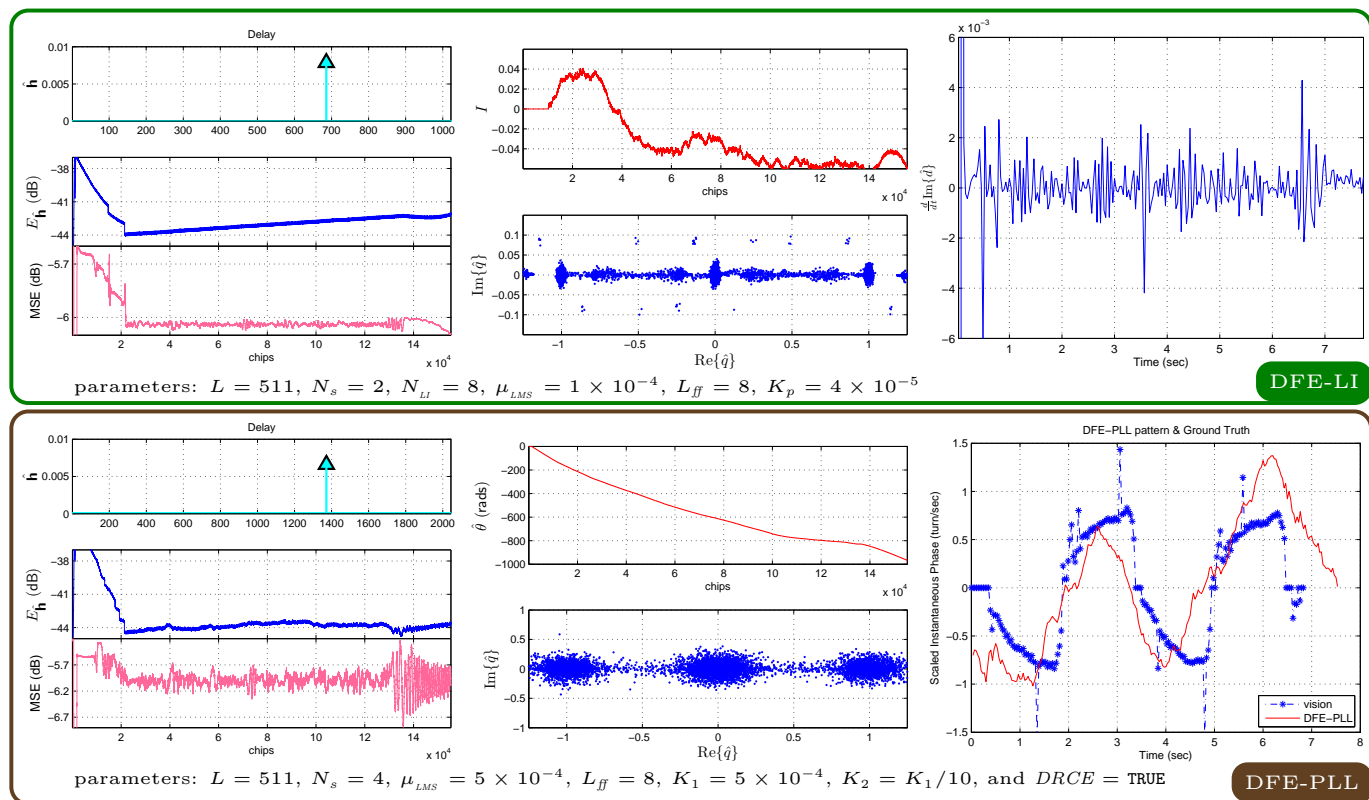 Delay
0.01
0.005
0
ĥ
100 200 300 400 500 600 700 800 900 1000
−38
−41
−44
E_ĥ (dB)
−5.7
−6
MSE (dB)
2 4 6 8 10 12 14
chips
x 10^4
0.04
0.02
0
−0.02
−0.04
I
2 4 6 8 10 12 14
chips
x 10^4
0.1
0.05
0
−0.05
−0.1
Im{q̂}
−1 −0.5 0 0.5 1
Re{q̂}
x 10^−3
6
4
2
0
−2
−4
−6
d/dt Im{d̂}
1 2 3 4 5 6 7
Time (sec)
parameters: L = 511, N_s = 2, N_LI = 8, μ_LMS = 1 × 10^−4, L_ff = 8, K_p = 4 × 10^−5
DFE-LI
Delay
0.01
0.005
0
ĥ
200 400 600 800 1000 1200 1400 1600 1800 2000
−38
−41
−44
E_ĥ (dB)
−5.7
−6.2
−6.7
MSE (dB)
2 4 6 8 10 12 14
chips
x 10^4
0
−200
−400
−600
−800
−1000
θ̂ (rads)
2 4 6 8 10 12 14
chips
x 10^4
1
0.5
0
−0.5
−1
Im{q̂}
−1 −0.5 0 0.5 1
Re{q̂}
DFE−PLL pattern & Ground Truth
1.5
1
0.5
0
−0.5
−1
−1.5
Scaled Instantaneous Phase (turn/sec)
0 1 2 3 4 5 6 7 8
Time (sec)
vision
DFE−PLL
parameters: L = 511, N_s = 4, μ_LMS = 5 × 10^−4, L_ff = 8, K_1 = 5 × 10^−4, K_2 = K_1/10, and DRCE = TRUE
DFE-PLL